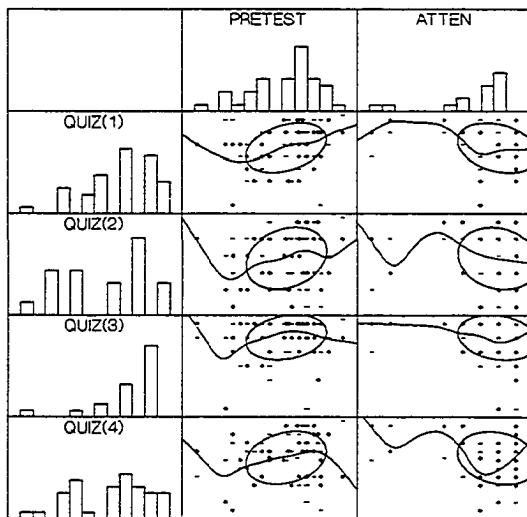 PRETEST
ATTEN
QUIZ(1)
QUIZ(2)
QUIZ(3)
QUIZ(4)